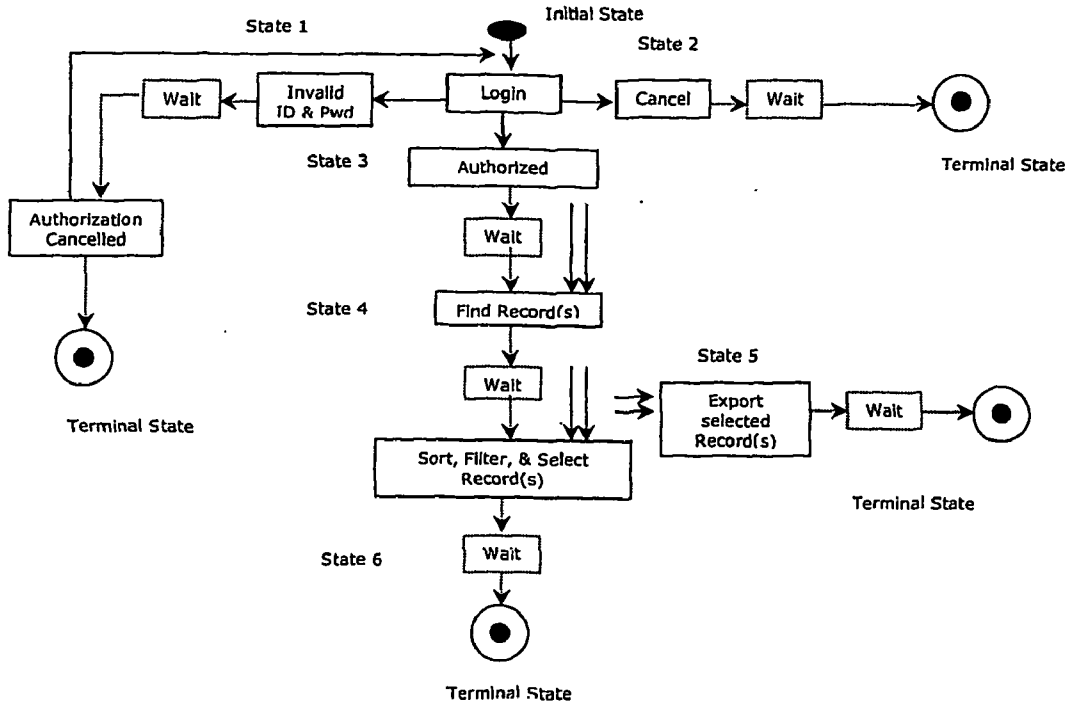 Initial State
State 1
State 2
Wait
Invalid
ID & Pwd
Login
Cancel
Wait
Terminal State
State 3
Authorized
Authorization
Cancelled
Wait
State 4
Find Record(s)
Terminal State
Wait
State 5
Export
selected
Record(s)
Wait
Sort, Filter, & Select
Record(s)
Terminal State
State 6
Wait
Terminal State